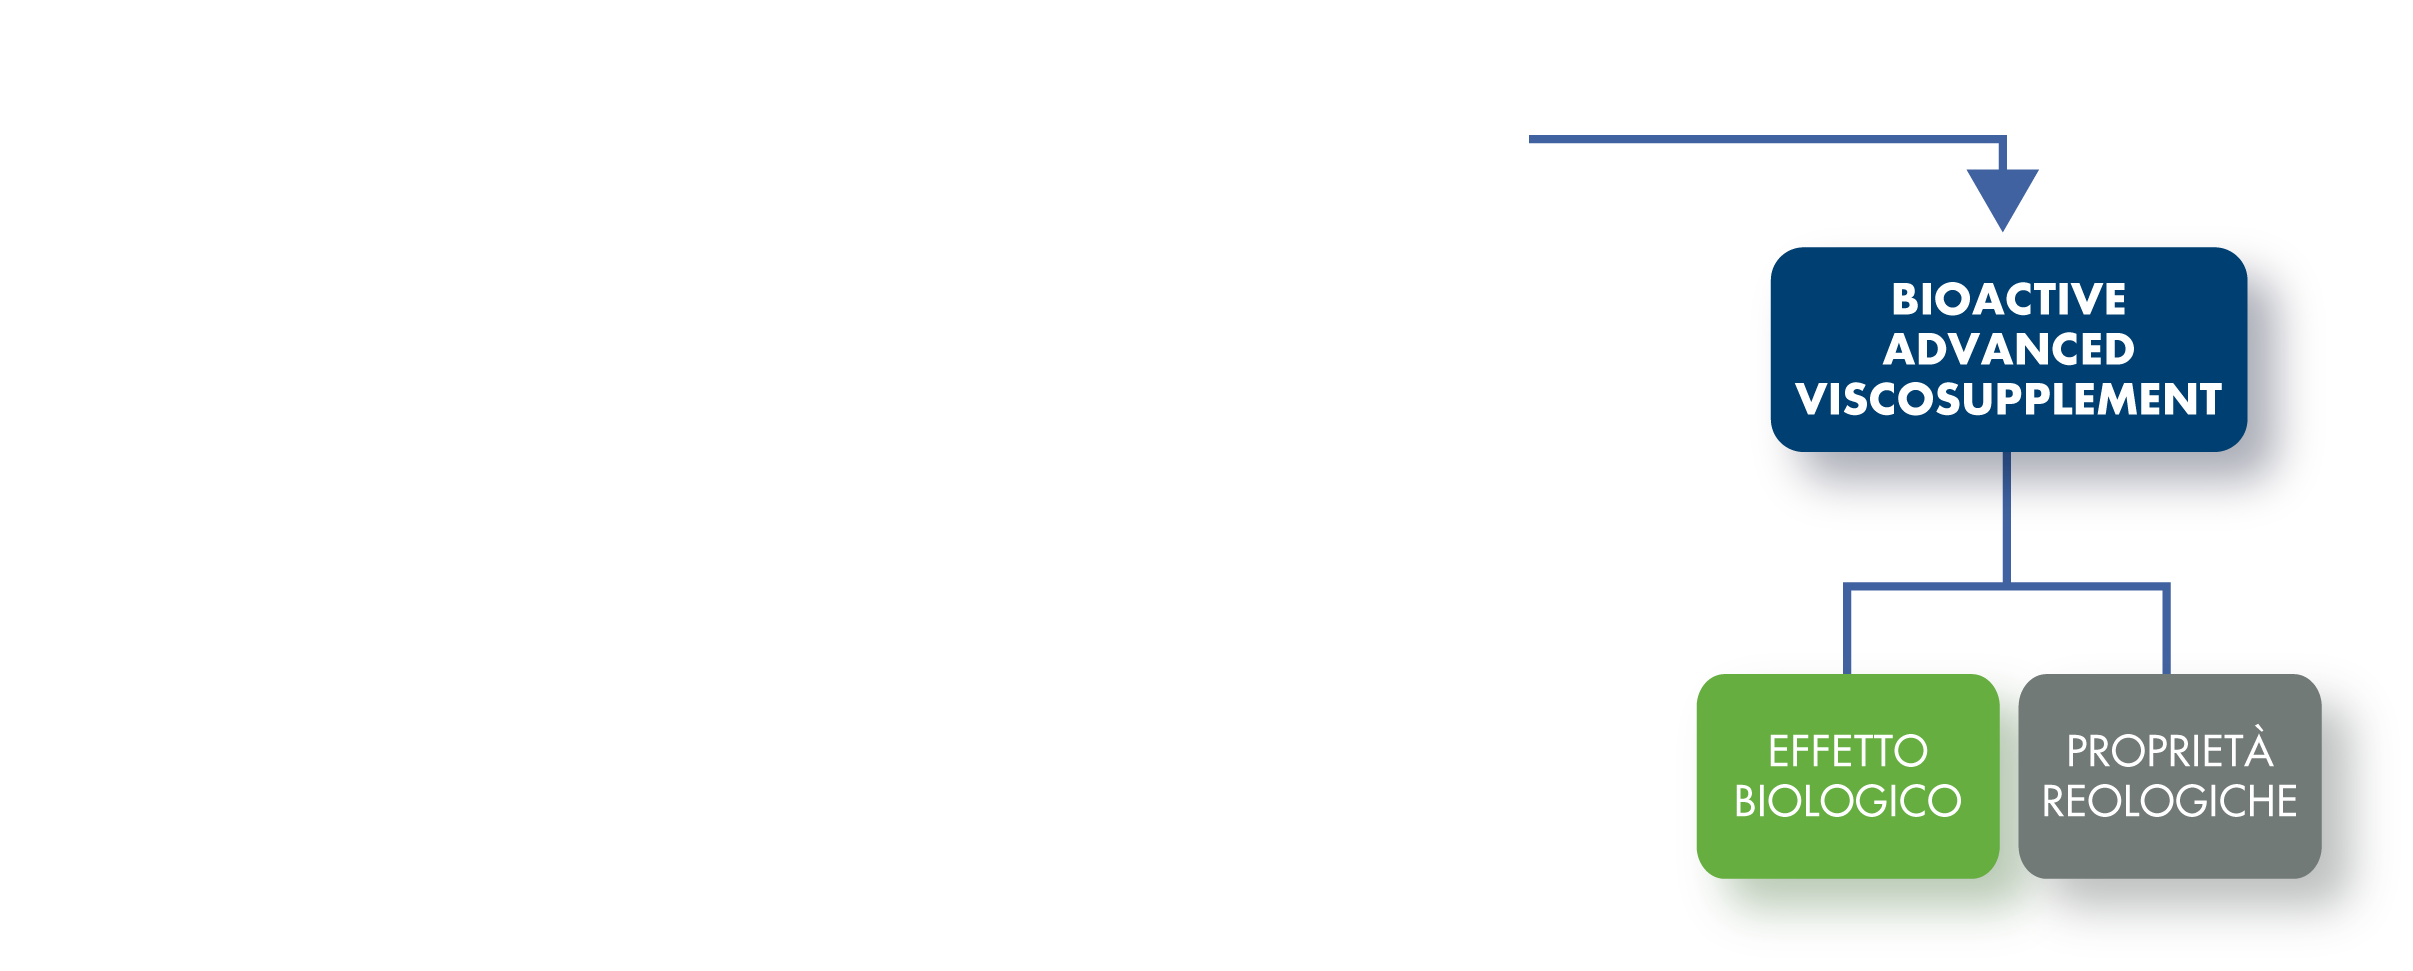 BIOACTIVE
ADVANCED
VISCOSUPPLEMENT
EFFETTO
BIOLOGICO
PROPRIETÀ
REOLOGICHE